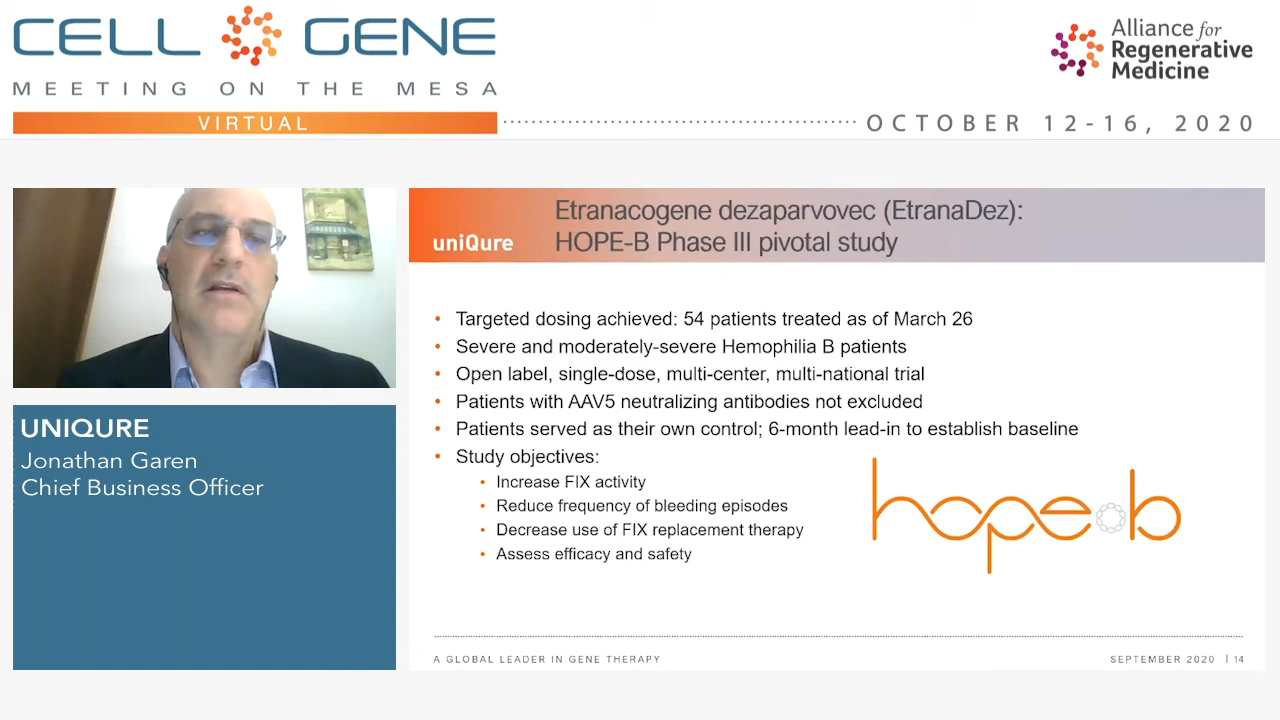 CELL GENE
MEETING ON THE MESA
VIRTUAL
OCTOBER 12-16, 2020
Alliance for
Regenerative
Medicine
uniQure
Etranacogene dezaparvovec (EtranaDez):
HOPE-B Phase III pivotal study
• Targeted dosing achieved: 54 patients treated as of March 26
• Severe and moderately-severe Hemophilia B patients
• Open label, single-dose, multi-center, multi-national trial
• Patients with AAV5 neutralizing antibodies not excluded
• Patients served as their own control; 6-month lead-in to establish baseline
• Study objectives:
• Increase FIX activity
• Reduce frequency of bleeding episodes
• Decrease use of FIX replacement therapy
• Assess efficacy and safety
hope b
A GLOBAL LEADER IN GENE THERAPY
SEPTEMBER 2020 | 14
UNIQURE
Jonathan Garen
Chief Business Officer